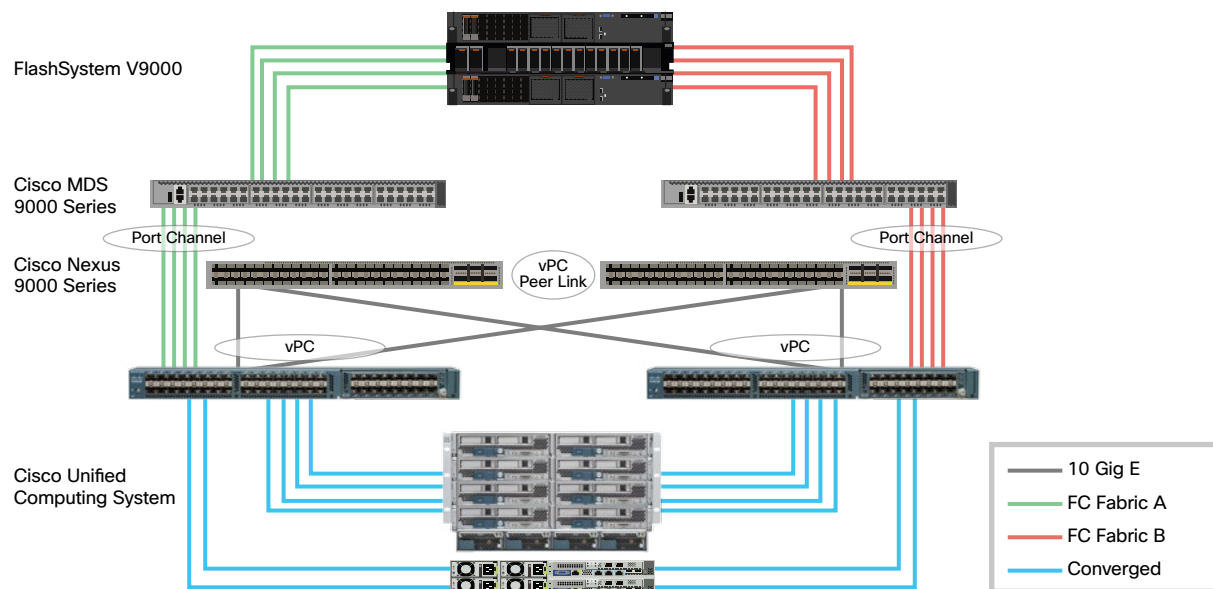 FlashSystem V9000
Cisco MDS
9000 Series
Port Channel
Port Channel
Cisco Nexus
9000 Series
vPC
Peer Link
vPC
vPC
Cisco Unified
Computing System
10 Gig E
FC Fabric A
FC Fabric B
Converged